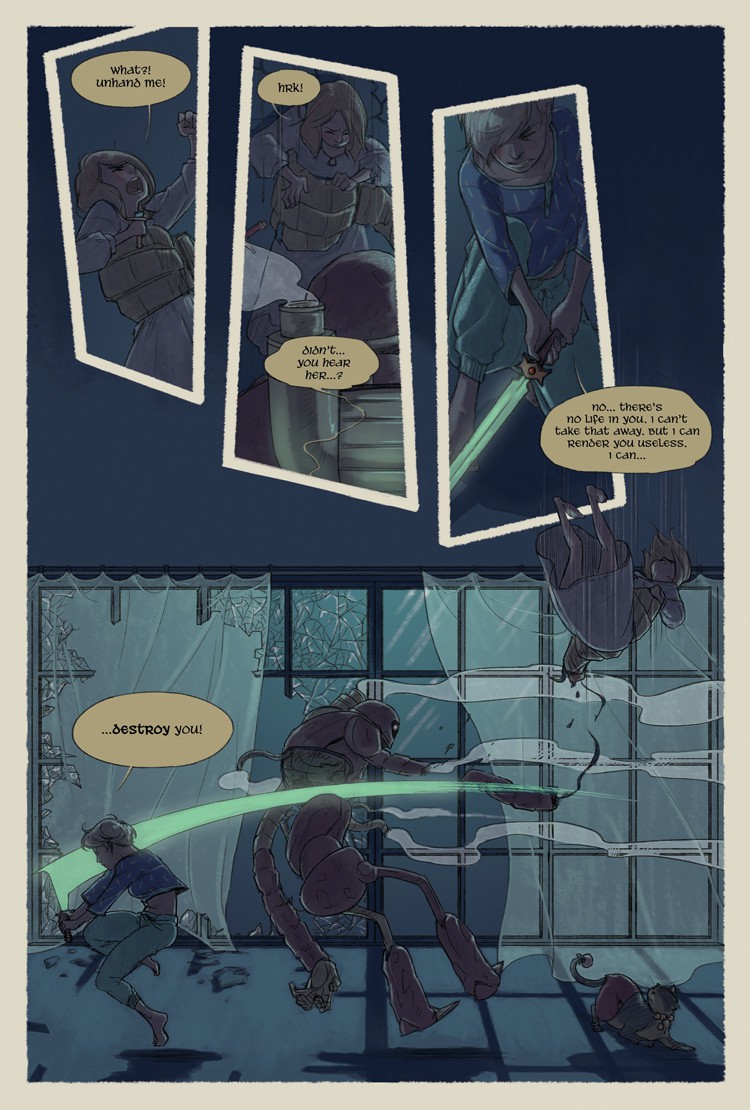 What?!
Unhand me!
Hrk!
Didn't...
you hear
her...?
No... there's
no life in you. I can't
take that away. But I can
render you useless.
I can...
...destroy you!